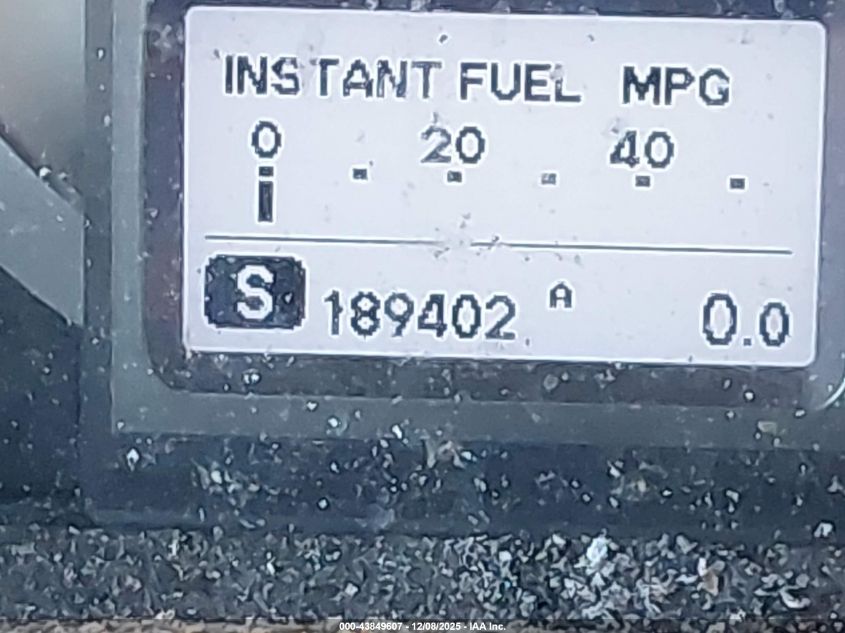 INSTANT FUEL MPG
0 20 40
S 189402 A 0.0
000-43849607 - 12/08/2025 - IAA Inc.